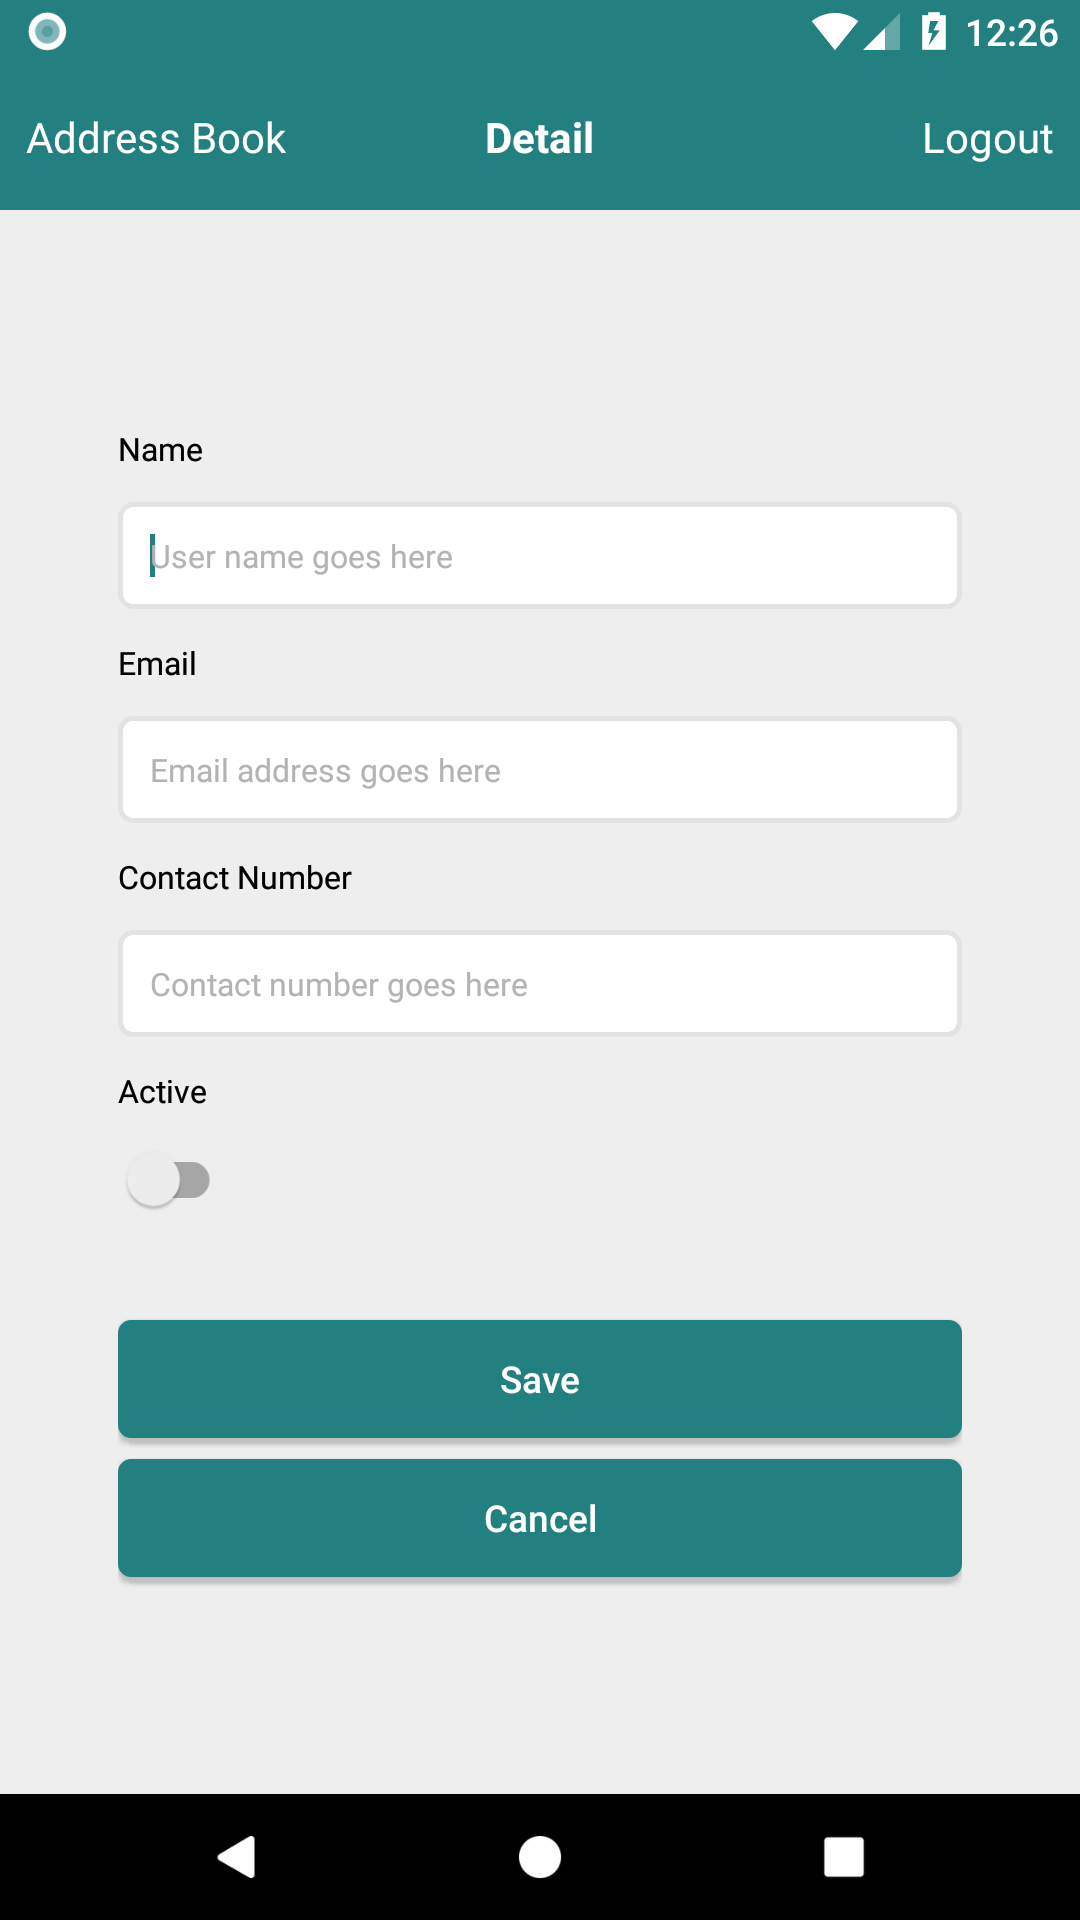 12:26
Address Book
Detail
Logout
Name
User name goes here
Email
Email address goes here
Contact Number
Contact number goes here
Active
Save
Cancel